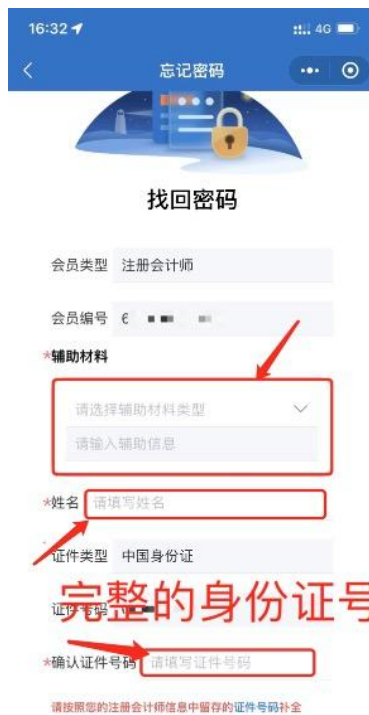 16:32 4G
忘记密码
找回密码
会员类型 注册会计师
会员编号
*辅助材料
请选择辅助材料类型
请输入辅助信息
*姓名 请填写姓名
证件类型 中国身份证
完整的身份证号
证件号码
*确认证件号码 请填写证件号码
请按照您的注册会计师信息中留存的证件号码补全